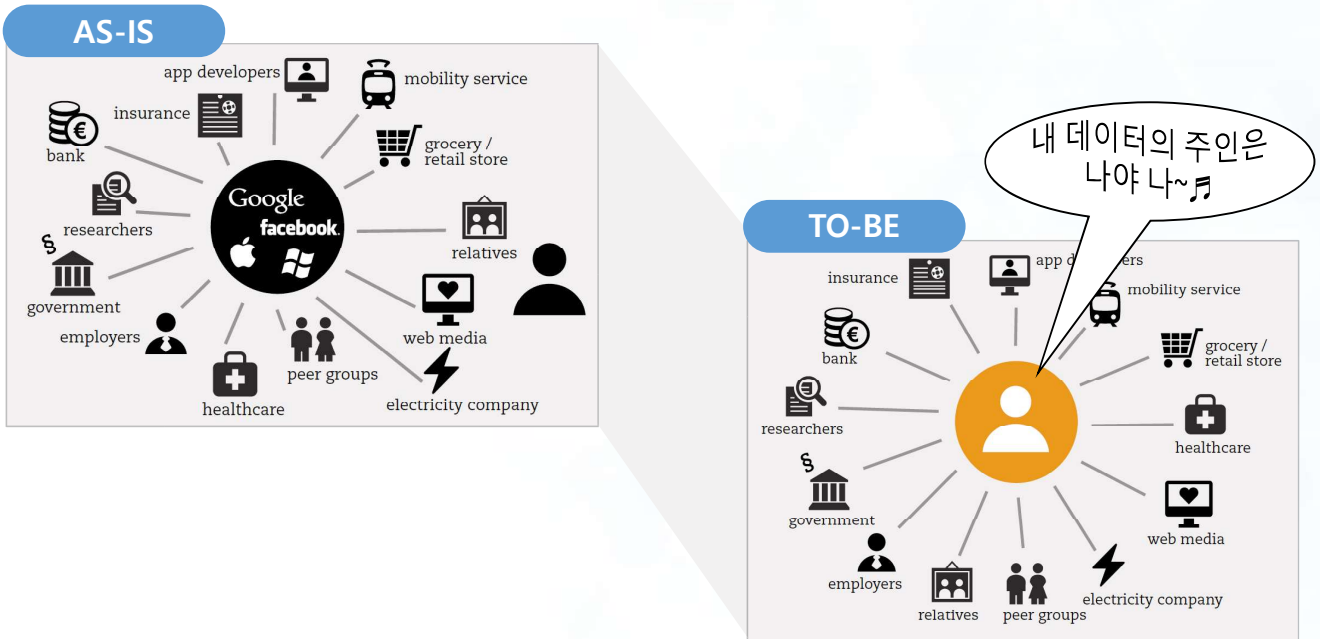 AS-IS
app developers
mobility service
insurance
grocery /
retail store
bank
Google
facebook.
researchers
§
relatives
government
employers
web media
peer groups
healthcare
electricity company
내 데이터의 주인은
나야 나~♬
TO-BE
insurance
mobility service
bank
grocery /
retail store
researchers
healthcare
§
government
web media
employers
relatives
peer groups
electricity company